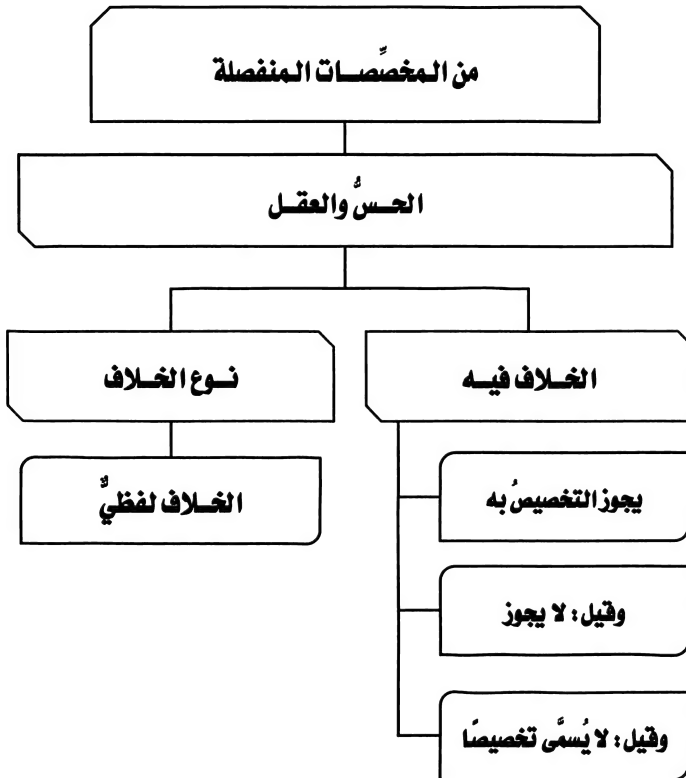 من المخصِّصات المنفصلة
الحسُّ والعقل
الخلاف فيه
يجوز التخصيصُ به
وقيل: لا يجوز
وقيل: لا يُسمَّى تخصيصًا
نوع الخلاف
الخلاف لفظيٌّ